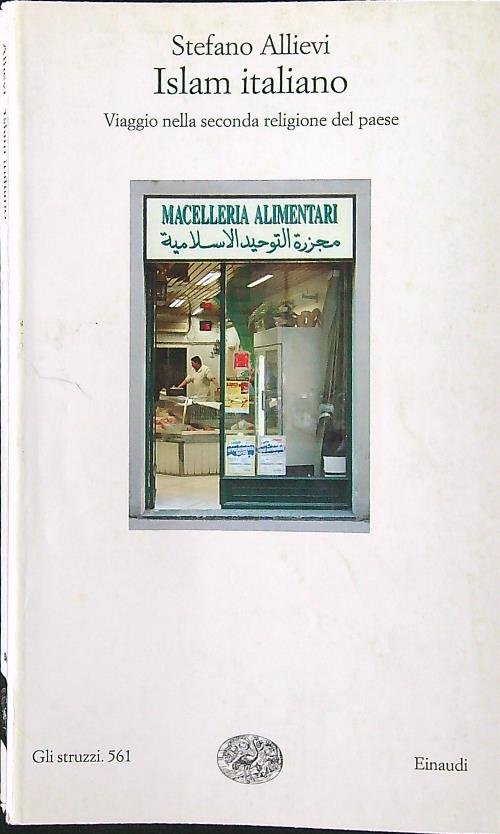 Stefano Allievi
Islam italiano
Viaggio nella seconda religione del paese
MACELLERIA ALIMENTARI
مجزرة التوحيد الاسلامية
Gli struzzi. 561
Einaudi